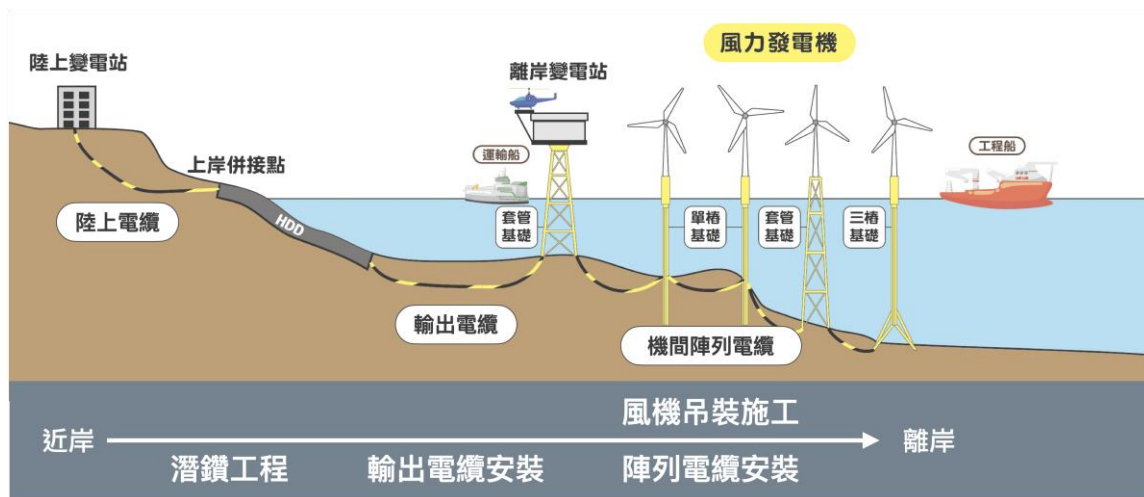 風力發電機
陸上變電站
離岸變電站
運輸船
工程船
上岸併接點
陸上電纜
HDD
套管
基礎
單樁
基礎
套管
基礎
三樁
基礎
輸出電纜
機間陣列電纜
風機吊裝施工
近岸
離岸
潛鑽工程
輸出電纜安裝
陣列電纜安裝